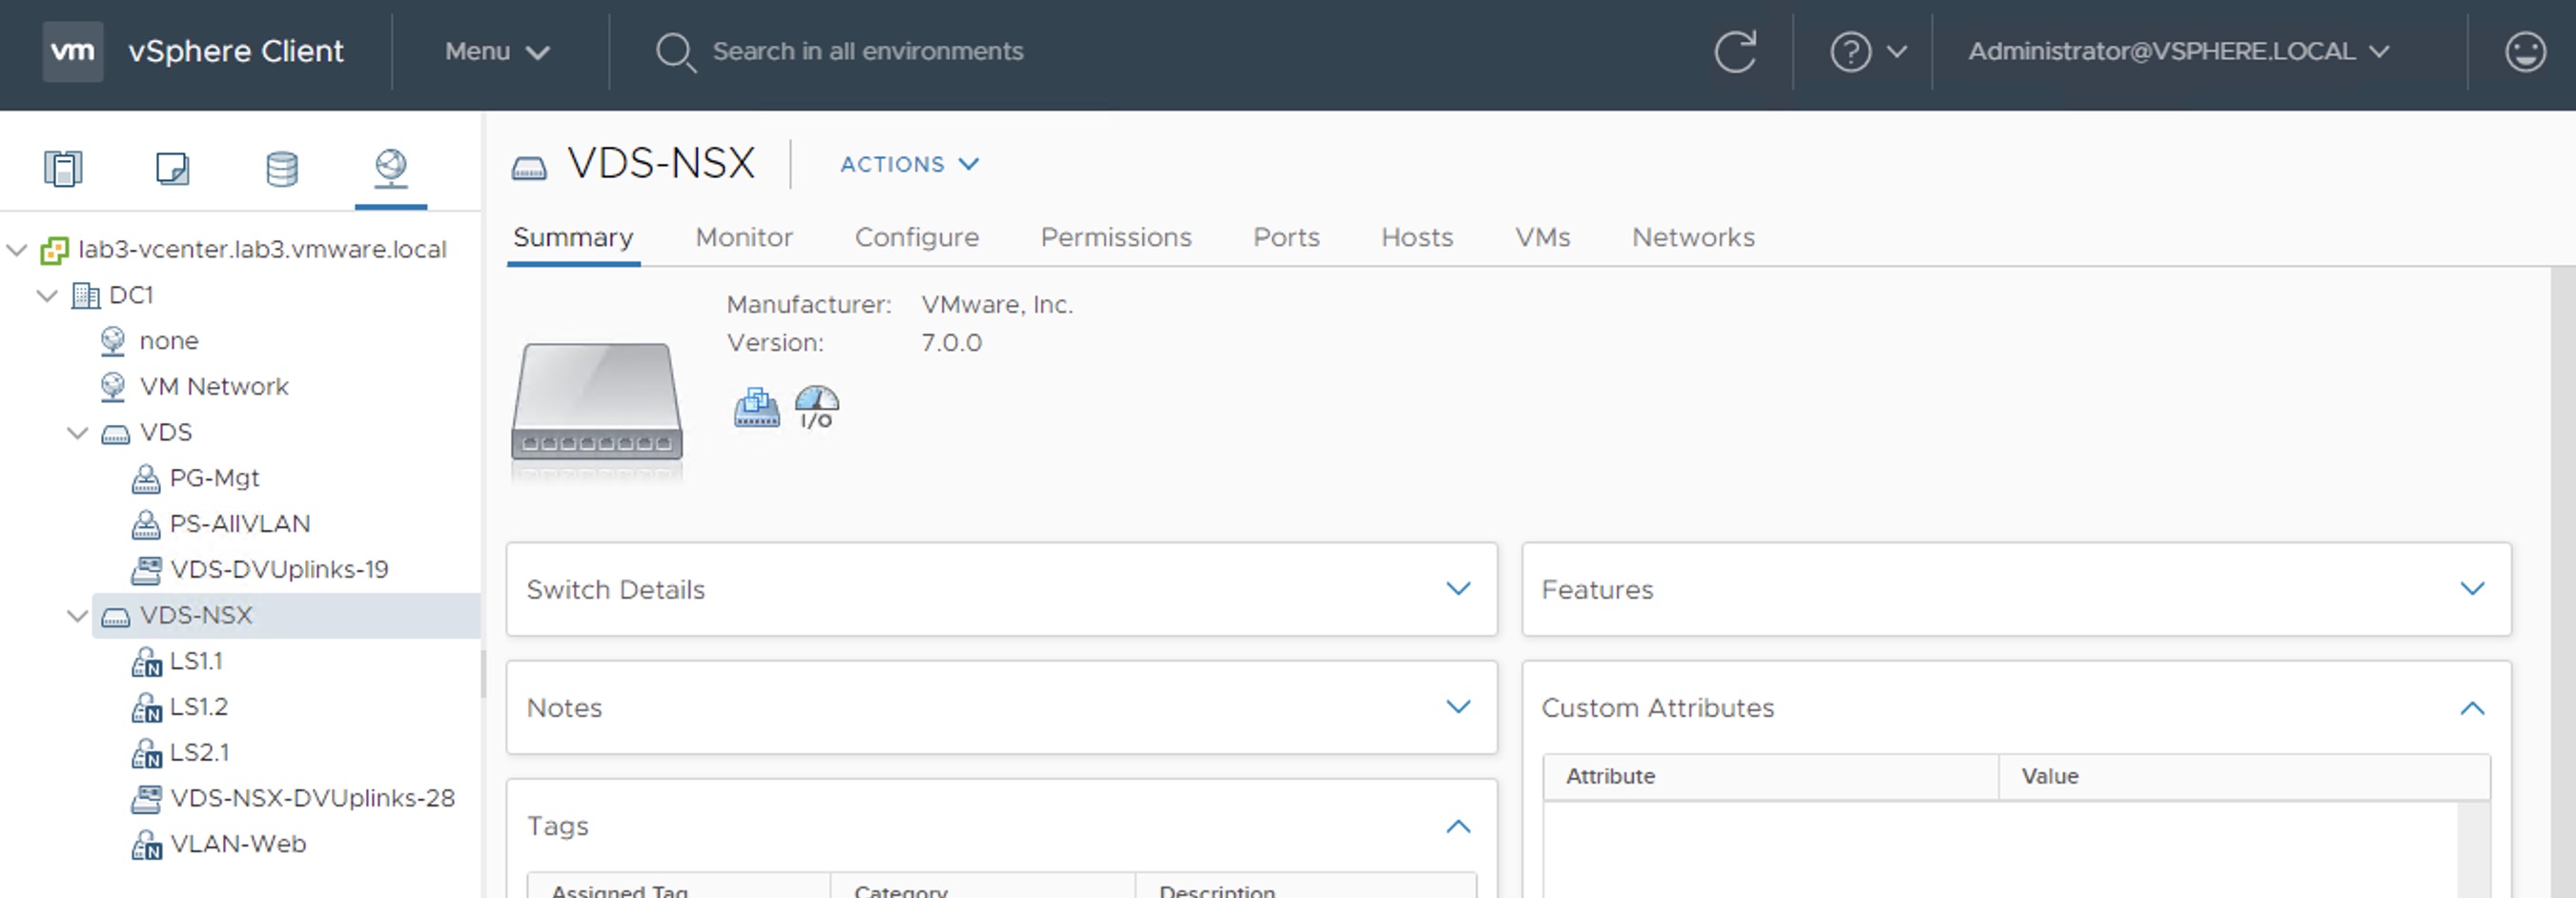 vm vSphere Client Menu Search in all environments ? Administrator@VSPHERE.LOCAL
VDS-NSX ACTIONS
Summary Monitor Configure Permissions Ports Hosts VMs Networks
lab3-vcenter.lab3.vmware.local
DC1
none
VM Network
VDS
PG-Mgt
PS-AllVLAN
VDS-DVUplinks-19
VDS-NSX
N LS1.1
N LS1.2
N LS2.1
VDS-NSX-DVUplinks-28
N VLAN-Web
Manufacturer: VMware, Inc.
Version: 7.0.0
I/O
Switch Details
Notes
Tags
Assigned Tag Category Description
Features
Custom Attributes
Attribute Value